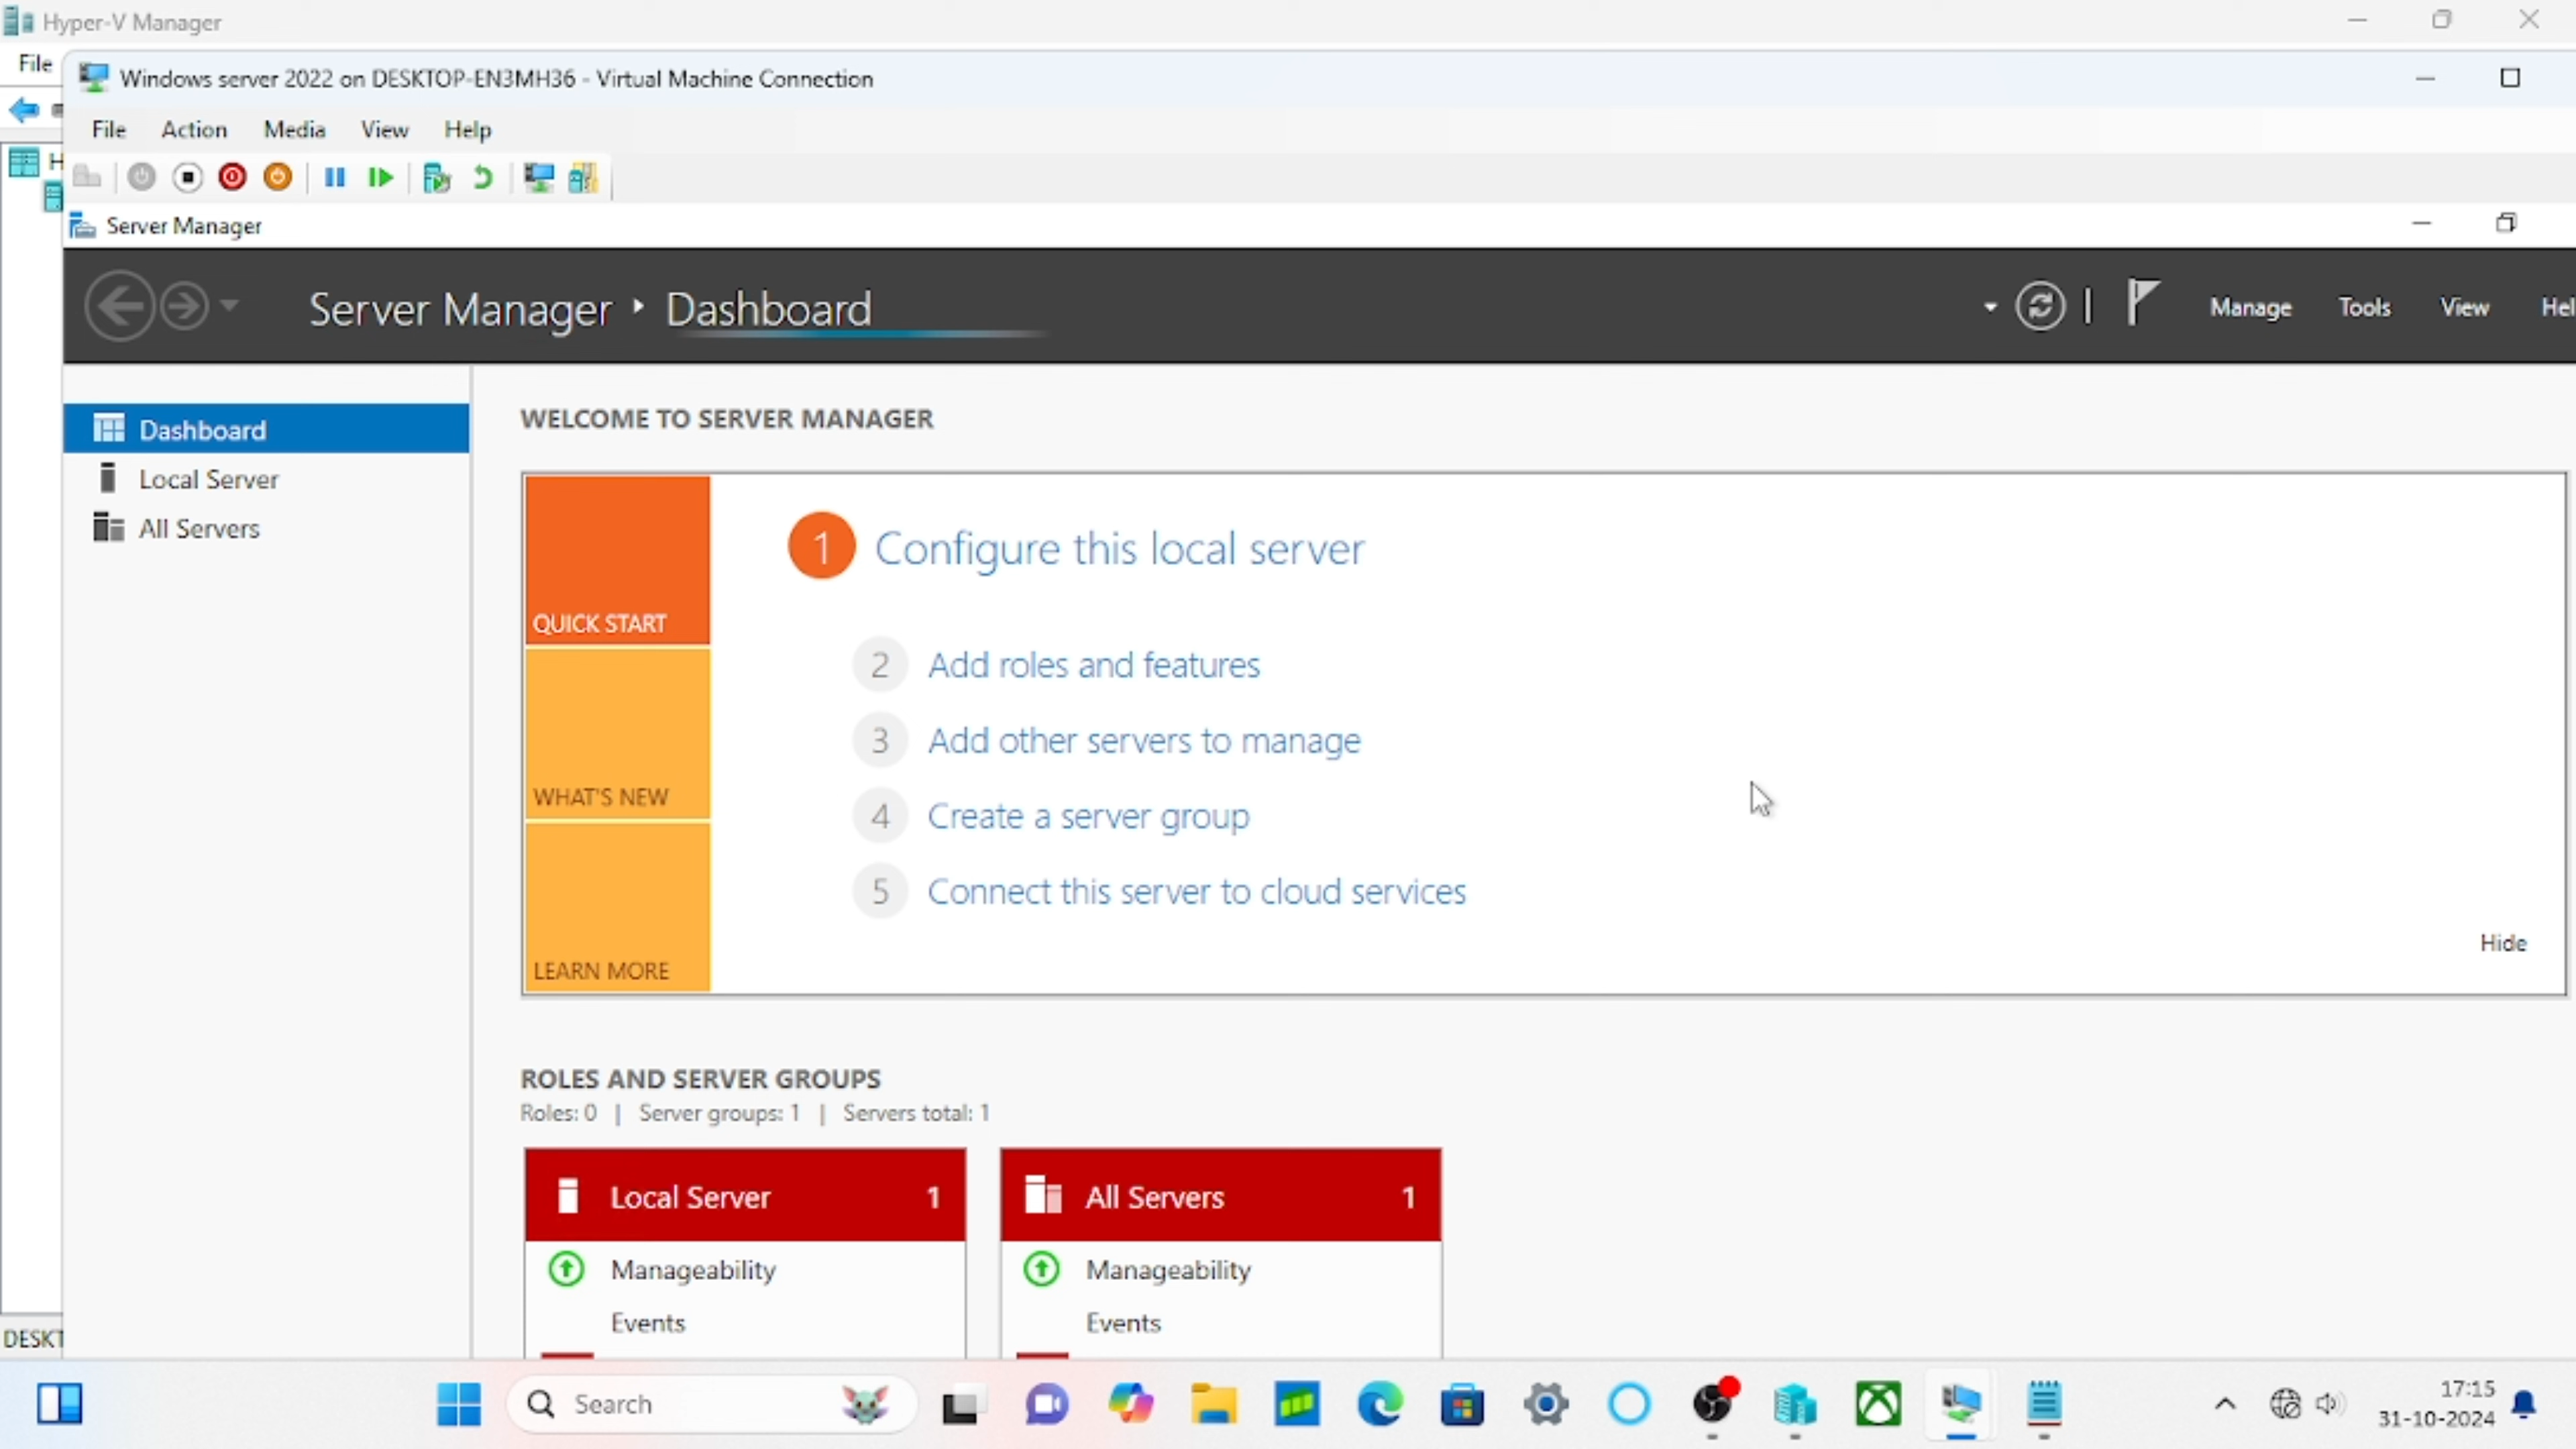 Hyper-V Manager
File
Windows server 2022 on DESKTOP-EN3MH36 - Virtual Machine Connection
File Action Media View Help
H
Server Manager
Server Manager ‣ Dashboard
Manage Tools View Hel
Dashboard
Local Server
All Servers
WELCOME TO SERVER MANAGER
QUICK START
WHAT'S NEW
LEARN MORE
1 Configure this local server
2 Add roles and features
3 Add other servers to manage
4 Create a server group
5 Connect this server to cloud services
Hide
ROLES AND SERVER GROUPS
Roles: 0 | Server groups: 1 | Servers total: 1
Local Server 1
Manageability
Events
All Servers 1
Manageability
Events
DESKT
Search
17:15
31-10-2024